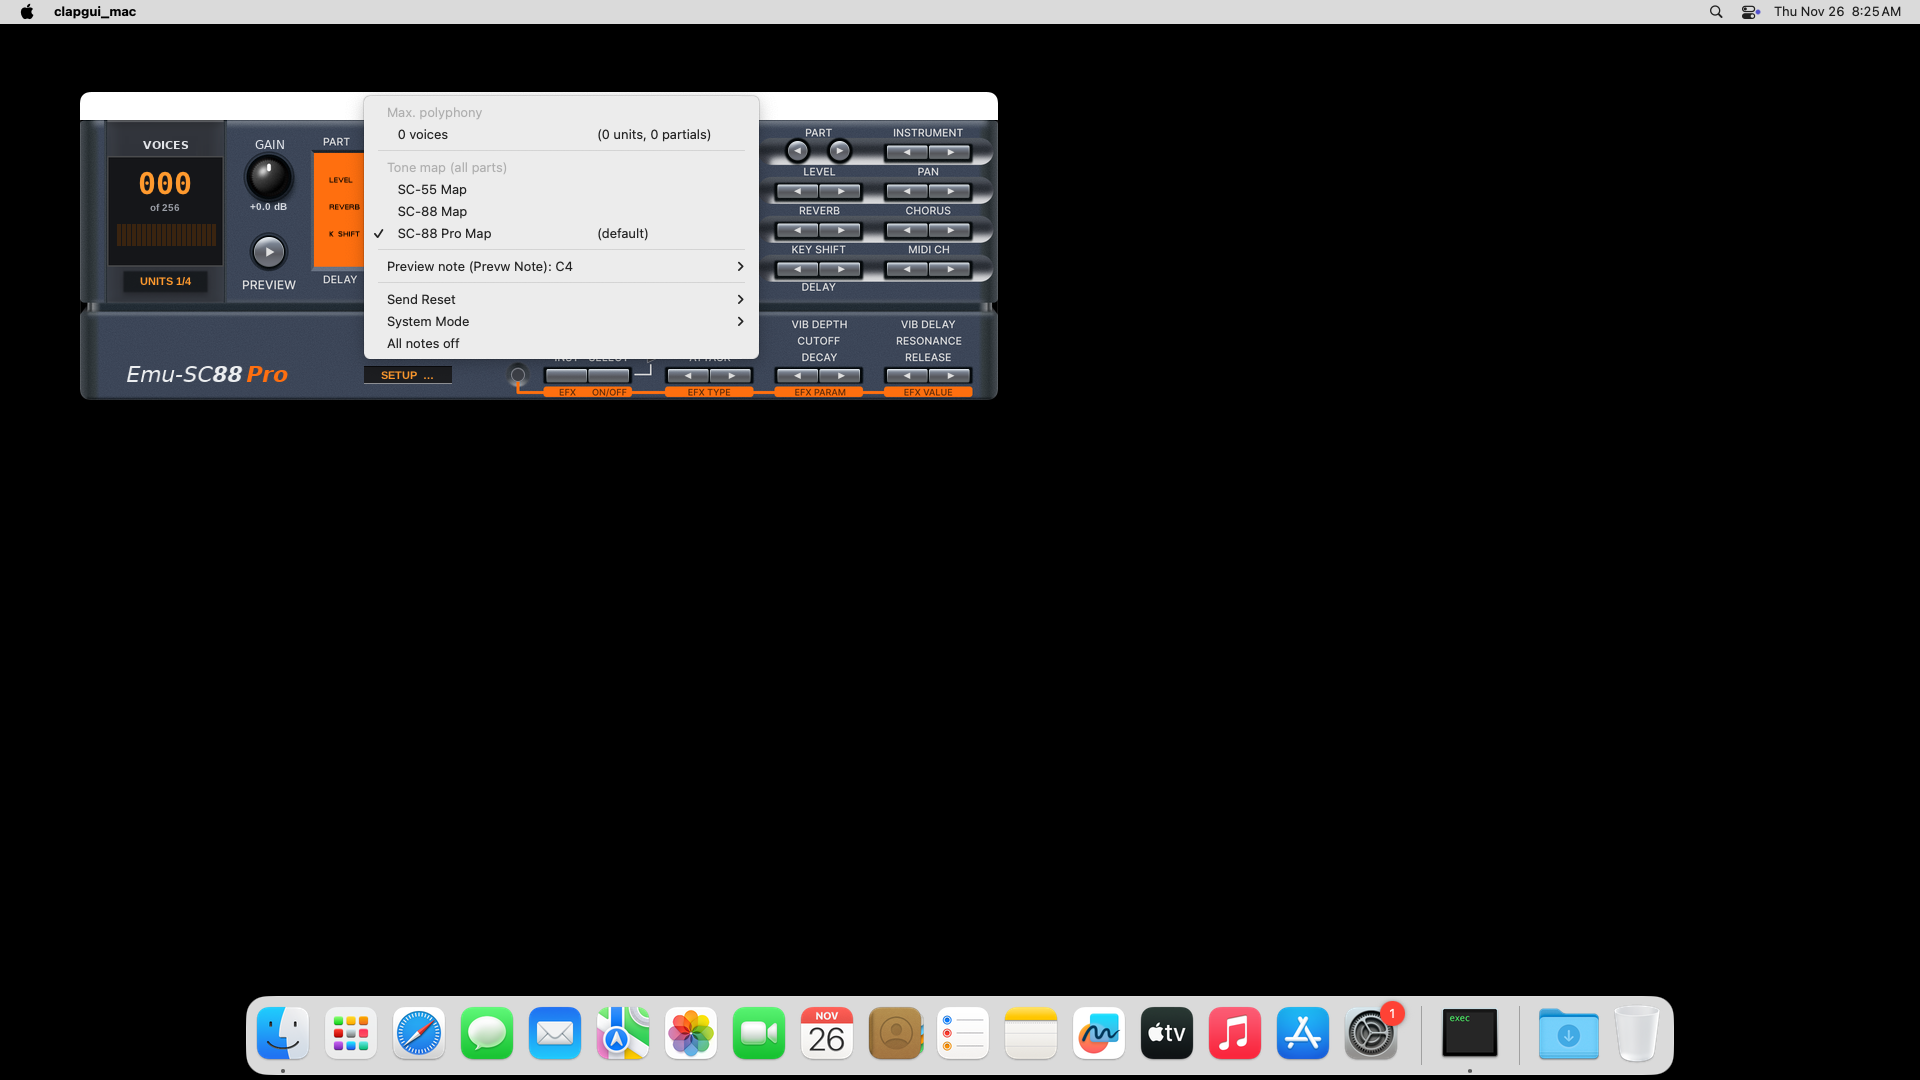 clapgui_mac
Thu Nov 26 8:25 AM
VOICES
000
of 256
UNITS 1/4
GAIN
+0.0 dB
PREVIEW
PART
LEVEL
REVERB
K SHIFT
DELAY
Max. polyphony
0 voices (0 units, 0 partials)
Tone map (all parts)
SC-55 Map
SC-88 Map
✓ SC-88 Pro Map (default)
Preview note (Prevw Note): C4
Send Reset
System Mode
All notes off
PART INSTRUMENT
LEVEL PAN
REVERB CHORUS
KEY SHIFT MIDI CH
DELAY
VIB DEPTH VIB DELAY
CUTOFF RESONANCE
DECAY RELEASE
Emu-SC88 Pro
SETUP ...
EFX ON/OFF EFX TYPE EFX PARAM EFX VALUE
NOV
26
tv
1
exec